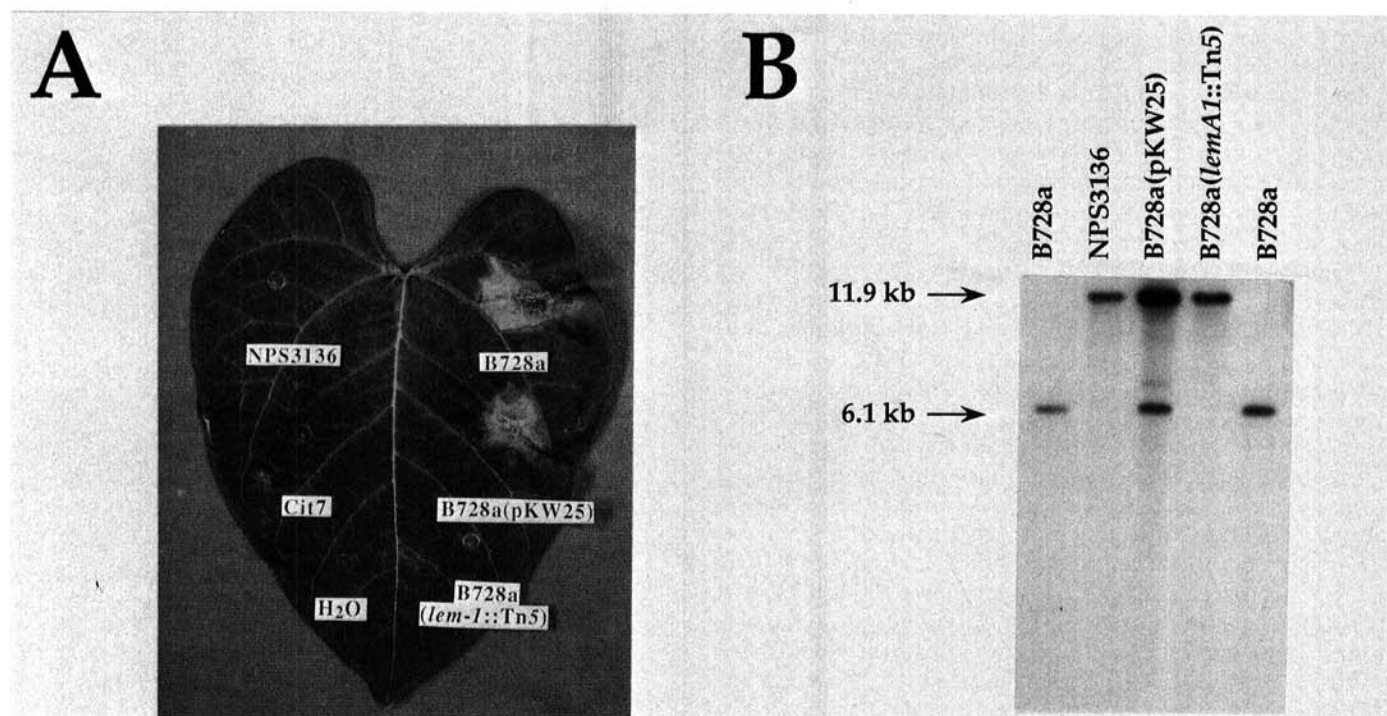 A
NPS3136
B728a
Cit7
B728a(pKW25)
H₂O
B728a
(lem-1::Tn5)
B
B728a
NPS3136
B728a(pKW25)
B728a(lemA1::Tn5)
B728a
11.9 kb
6.1 kb